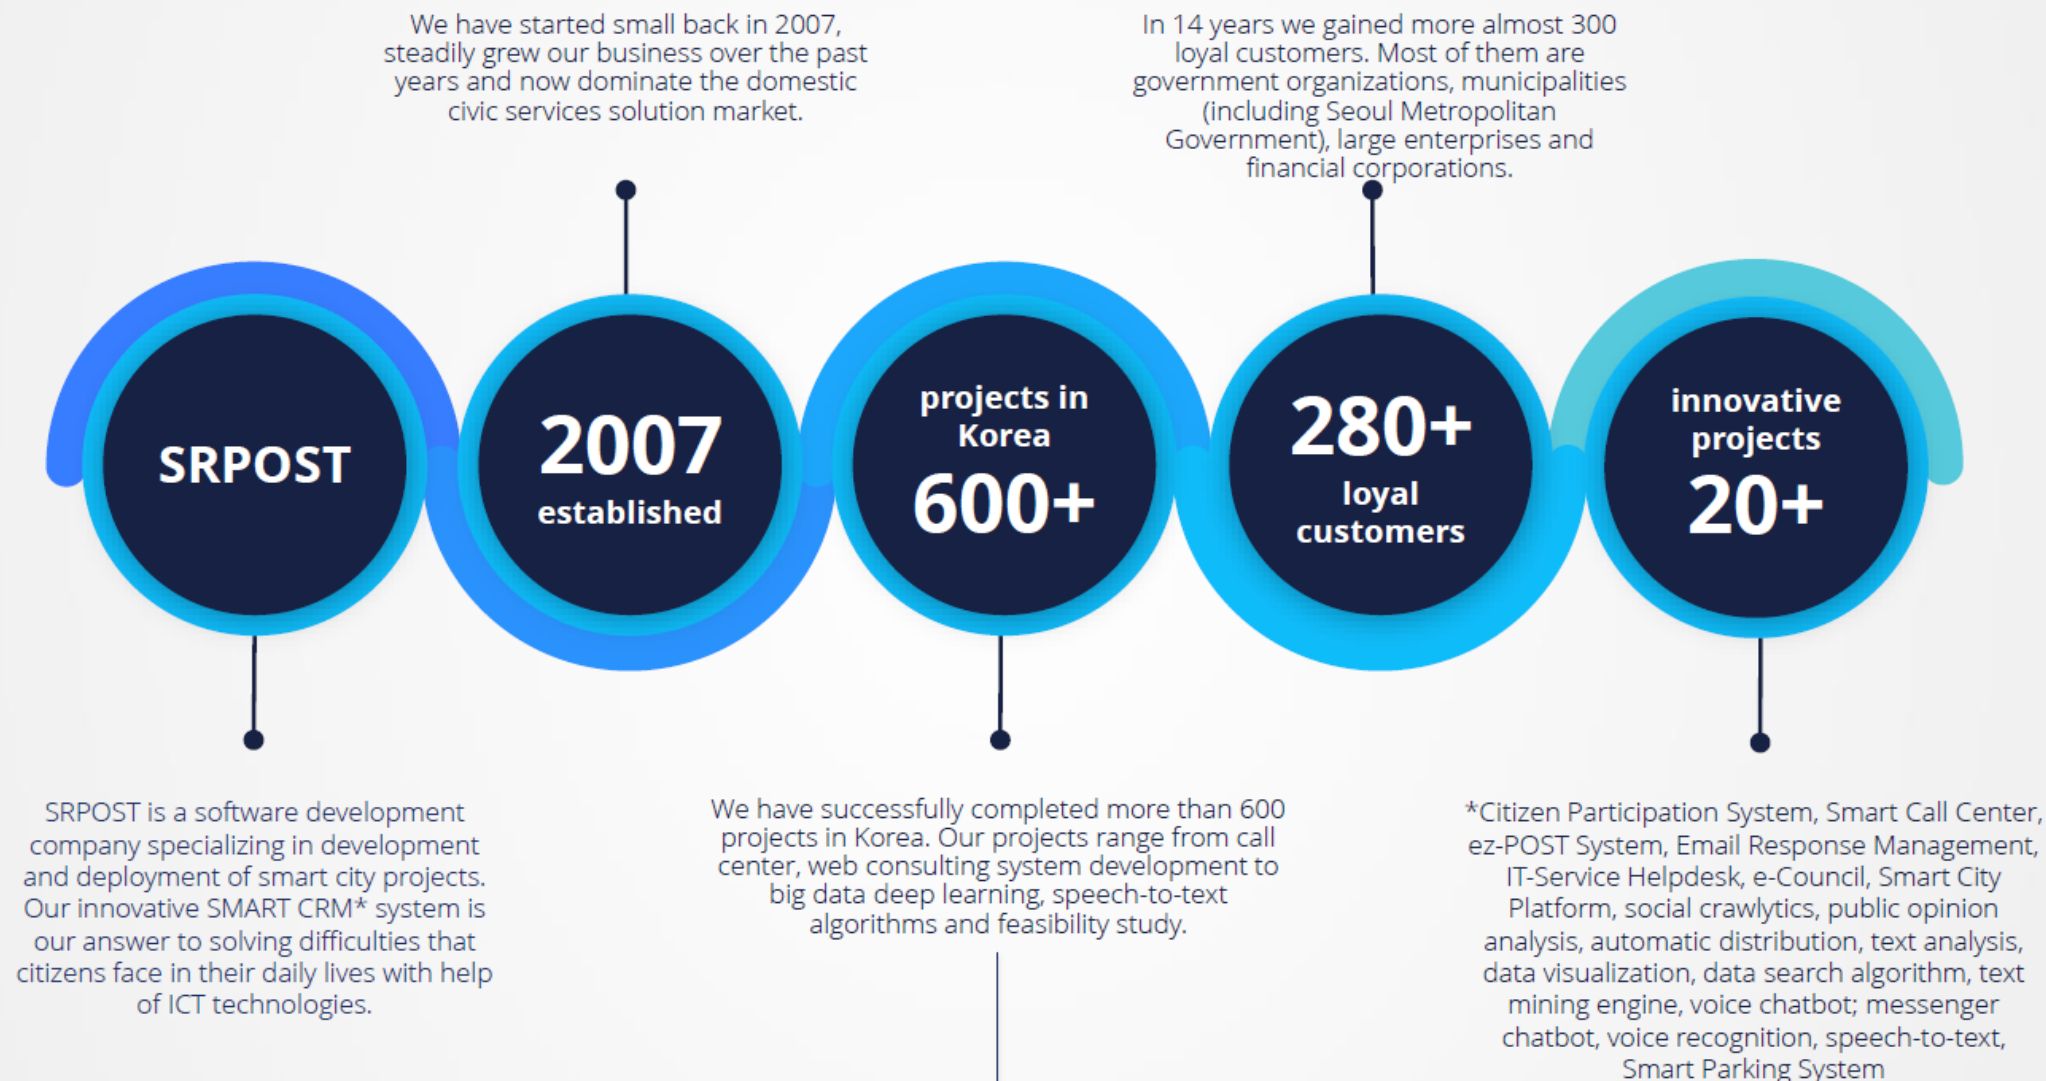 We have started small back in 2007,
steadily grew our business over the past
years and now dominate the domestic
civic services solution market.
In 14 years we gained more almost 300
loyal customers. Most of them are
government organizations, municipalities
(including Seoul Metropolitan
Government), large enterprises and
financial corporations.
SRPOST
2007
established
projects in
Korea
600+
280+
loyal
customers
innovative
projects
20+
SRPOST is a software development
company specializing in development
and deployment of smart city projects.
Our innovative SMART CRM* system is
our answer to solving difficulties that
citizens face in their daily lives with help
of ICT technologies.
We have successfully completed more than 600
projects in Korea. Our projects range from call
center, web consulting system development to
big data deep learning, speech-to-text
algorithms and feasibility study.
*Citizen Participation System, Smart Call Center,
ez-POST System, Email Response Management,
IT-Service Helpdesk, e-Council, Smart City
Platform, social crawlytics, public opinion
analysis, automatic distribution, text analysis,
data visualization, data search algorithm, text
mining engine, voice chatbot; messenger
chatbot, voice recognition, speech-to-text,
Smart Parking System